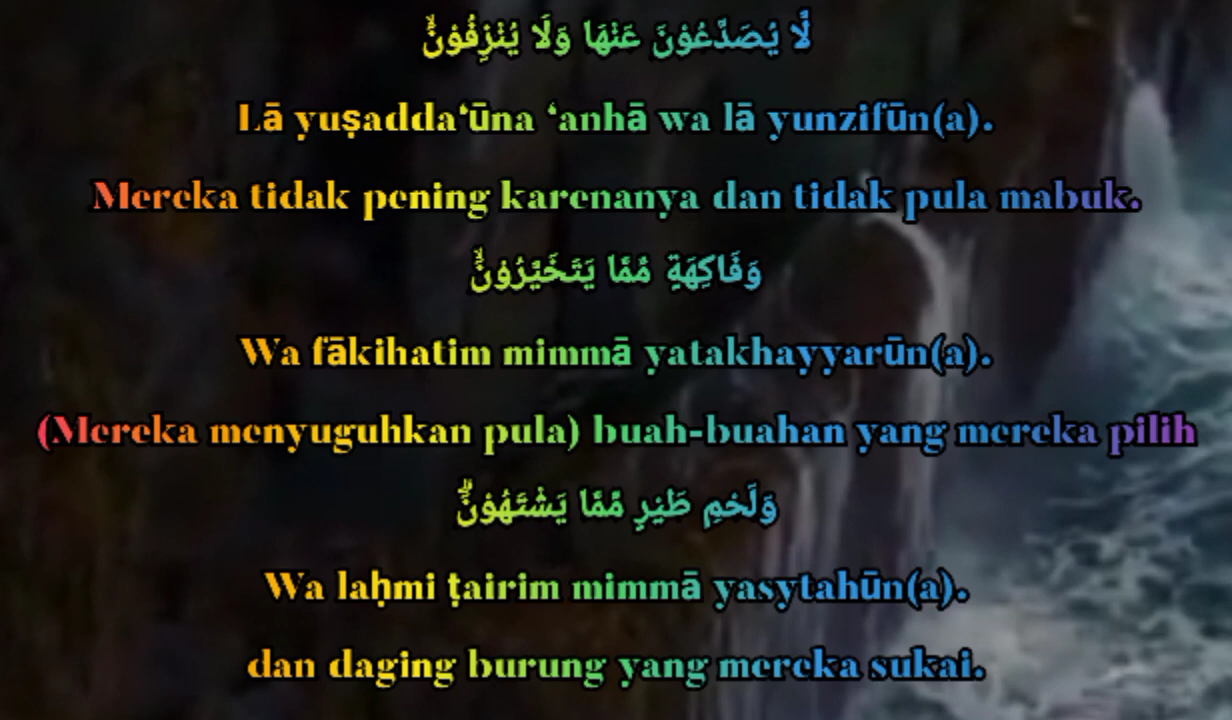 لَّا يُصَدَّعُوْنَ عَنْهَا وَلَا يُنْزِفُوْنَۙ
Lā yuṣadda‘ūna ‘anhā wa lā yunzifūn(a).
Mereka tidak pening karenanya dan tidak pula mabuk.
وَفَاكِهَةٍ مِّمَّا يَتَخَيَّرُوْنَۙ
Wa fākihatim mimmā yatakhayyarūn(a).
(Mereka menyuguhkan pula) buah-buahan yang mereka pilih
وَلَحْمِ طَيْرٍ مِّمَّا يَشْتَهُوْنَۗ
Wa laḥmi ṭairim mimmā yasytahūn(a).
dan daging burung yang mereka sukai.